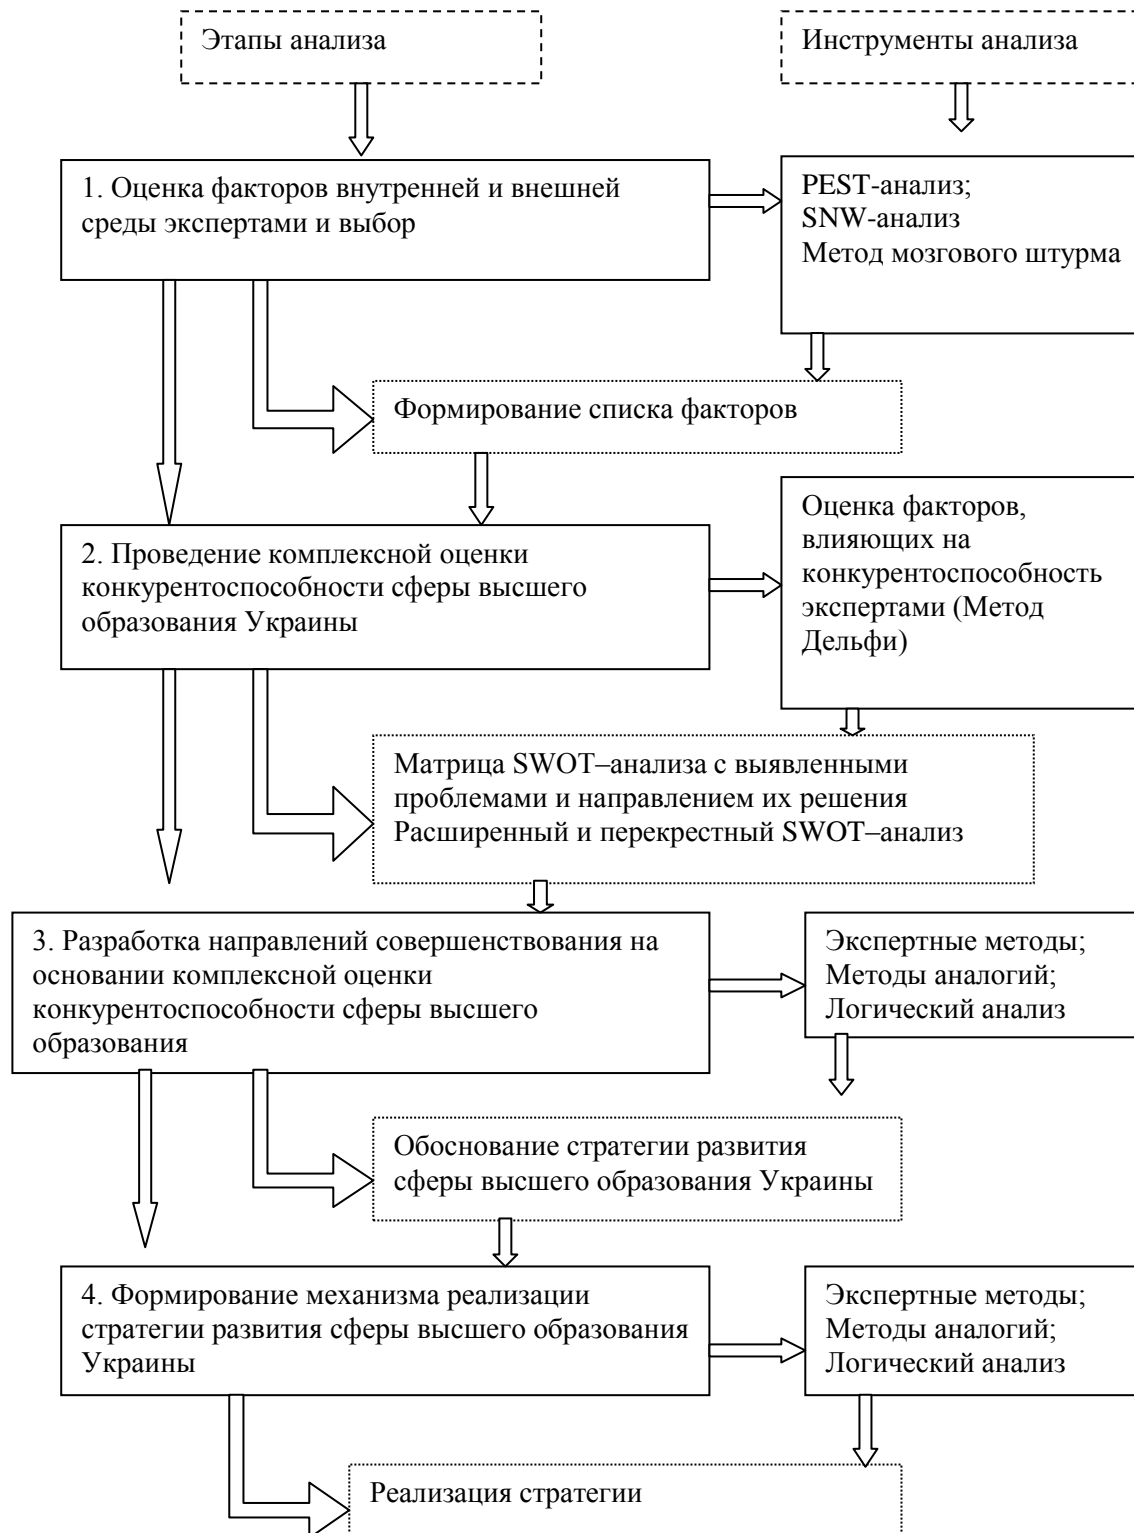 Этапы анализа
Инструменты анализа
1. Оценка факторов внутренней и внешней
среды экспертами и выбор
PEST-анализ;
SNW-анализ
Метод мозгового штурма
Формирование списка факторов
2. Проведение комплексной оценки
конкурентоспособности сферы высшего
образования Украины
Оценка факторов,
влияющих на
конкурентоспособность
экспертами (Метод
Дельфи)
Матрица SWOT–анализа с выявленными
проблемами и направлением их решения
Расширенный и перекрестный SWOT–анализ
3. Разработка направлений совершенствования на
основании комплексной оценки
конкурентоспособности сферы высшего
образования
Экспертные методы;
Методы аналогий;
Логический анализ
Обоснование стратегии развития
сферы высшего образования Украины
4. Формирование механизма реализации
стратегии развития сферы высшего образования
Украины
Экспертные методы;
Методы аналогий;
Логический анализ
Реализация стратегии